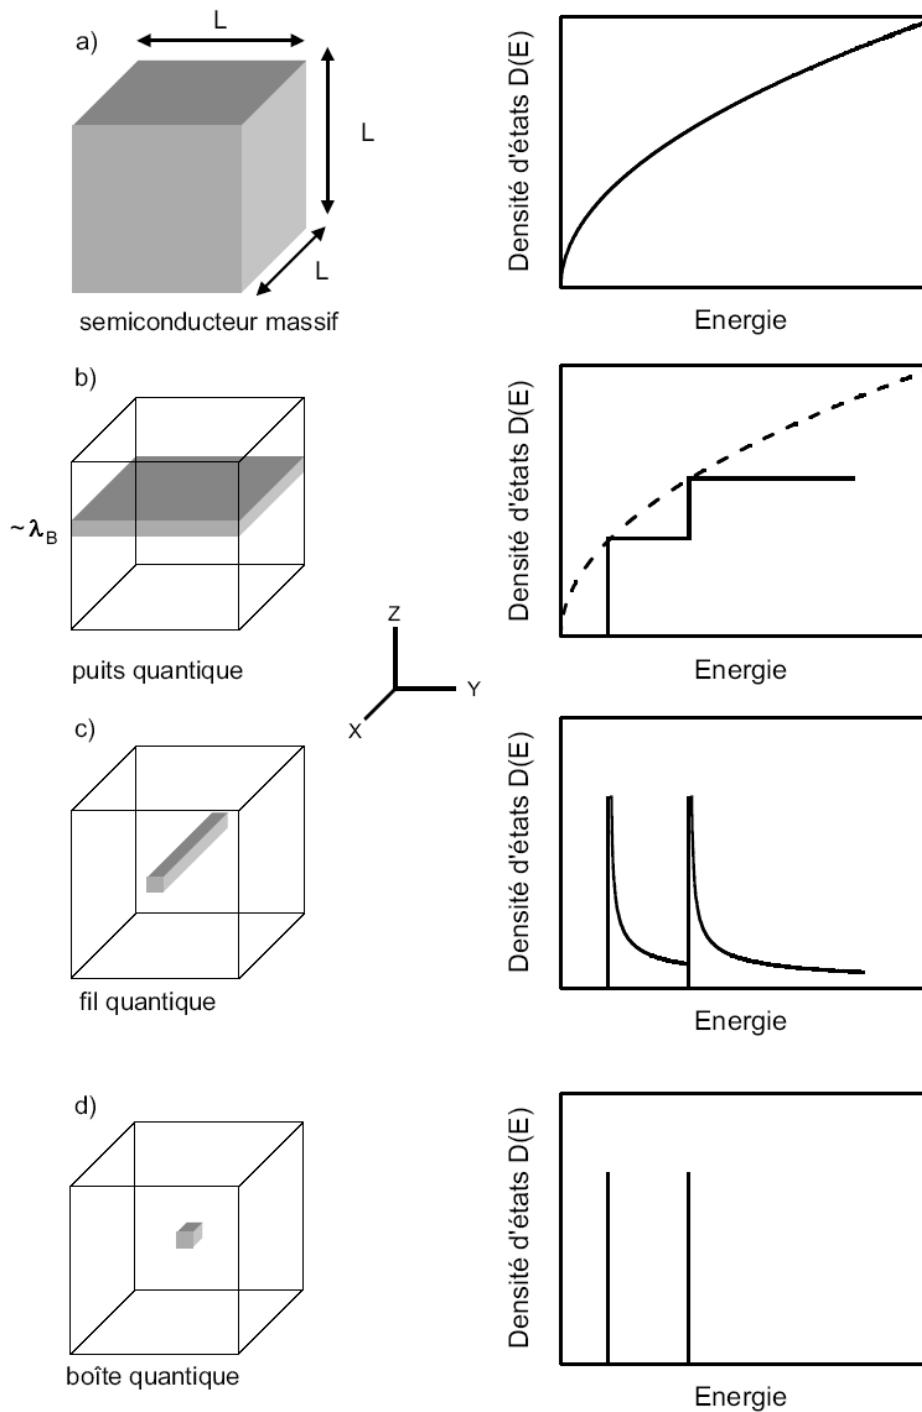 a)
L
L
L
semiconducteur massif
Densité d'états D(E)
Energie
b)
~ λB
puits quantique
Densité d'états D(E)
Energie
Z
Y
X
c)
fil quantique
Densité d'états D(E)
Energie
d)
boîte quantique
Densité d'états D(E)
Energie